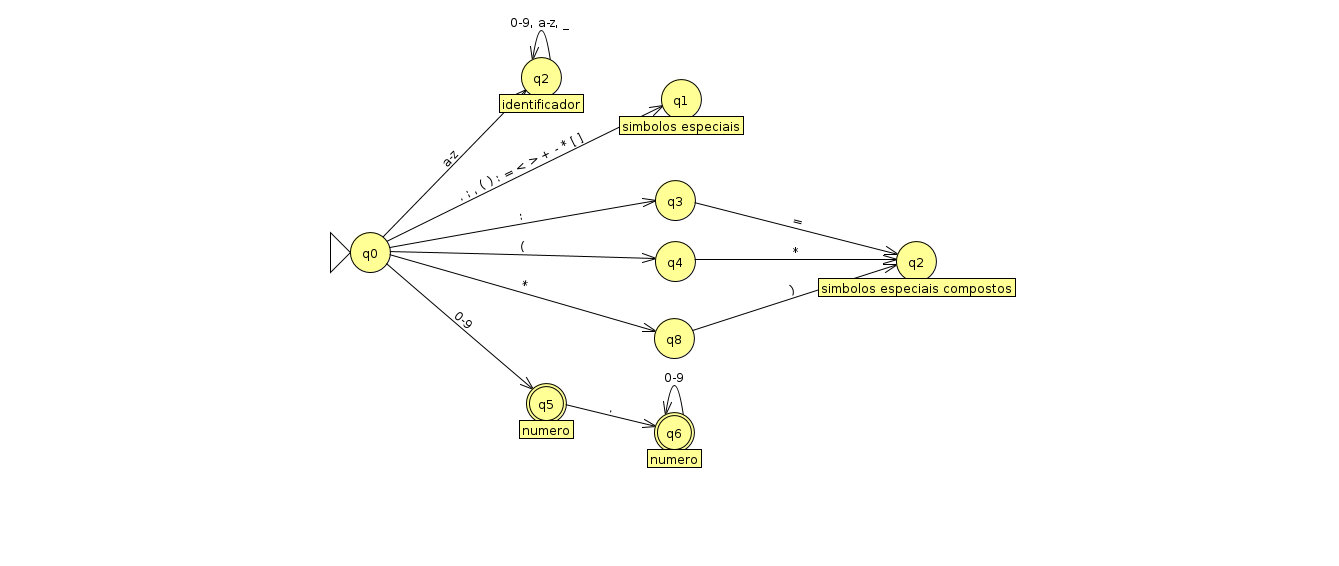 0-9, a-z, _
q2
identificador
q1
simbolos especiais
a-z
. ; , ( ) : = < > + - * [ ]
q3
:
=
q0
(
q4
*
q2
simbolos especiais compostos
*
)
q8
0-9
0-9
q5
numero
.
q6
numero